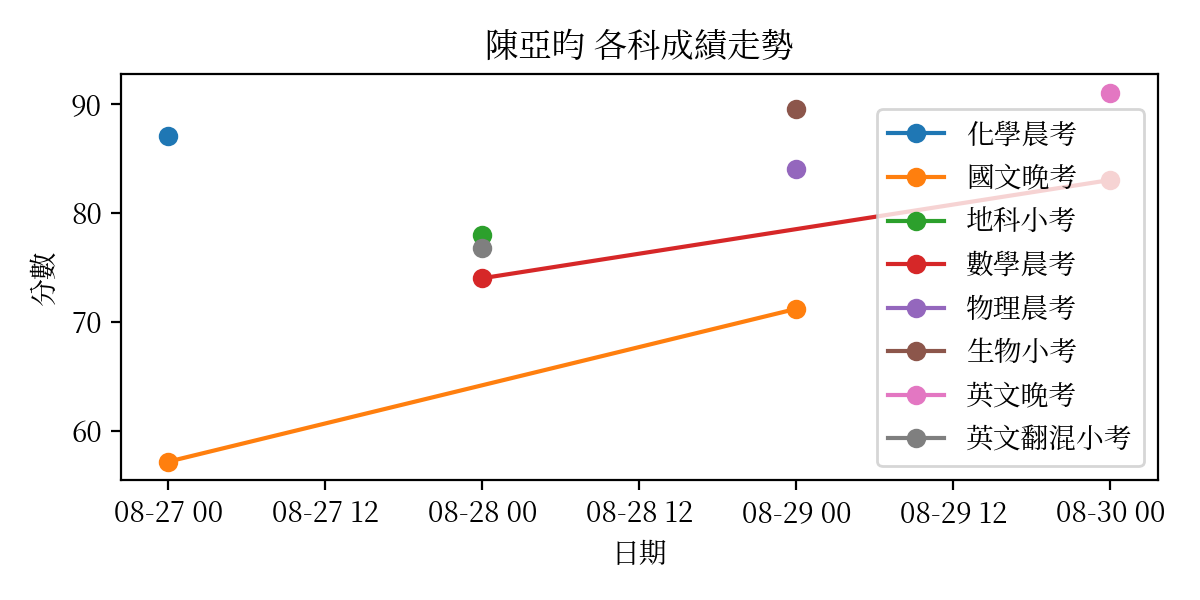 陳亞昀 各科成績走勢
分數
90
80
70
60
化學晨考
國文晚考
地科小考
數學晨考
物理晨考
生物小考
英文晚考
英文翻混小考
08-27 00
08-27 12
08-28 00
08-28 12
08-29 00
08-29 12
08-30 00
日期